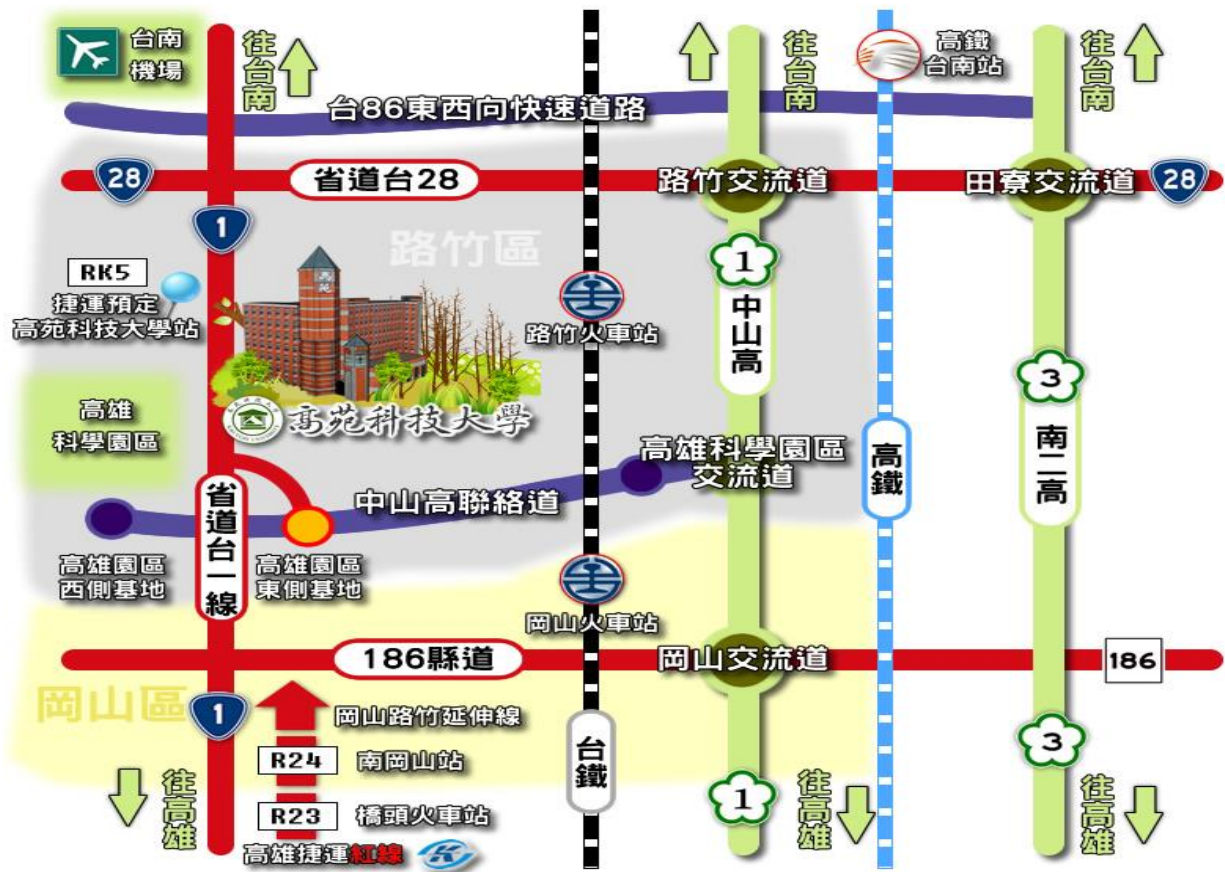 台南
機場
往台南
往台南
高鐵
台南站
往台南
台86東西向快速道路
28
省道台28
路竹交流道
田寮交流道
28
1
路竹區
1
RK5
捷運預定
高苑科技大學站
高苑
路竹火車站
中山高
3
高雄
科學園區
高苑科技大學
高雄科學園區
交流道
高鐵
南二高
省道台一線
中山高聯絡道
高雄園區
西側基地
高雄園區
東側基地
岡山火車站
186縣道
岡山交流道
186
岡山區
1
岡山路竹延伸線
3
R24
南岡山站
台鐵
1
往高雄
R23
橋頭火車站
往高雄
往高雄
高雄捷運紅線
K